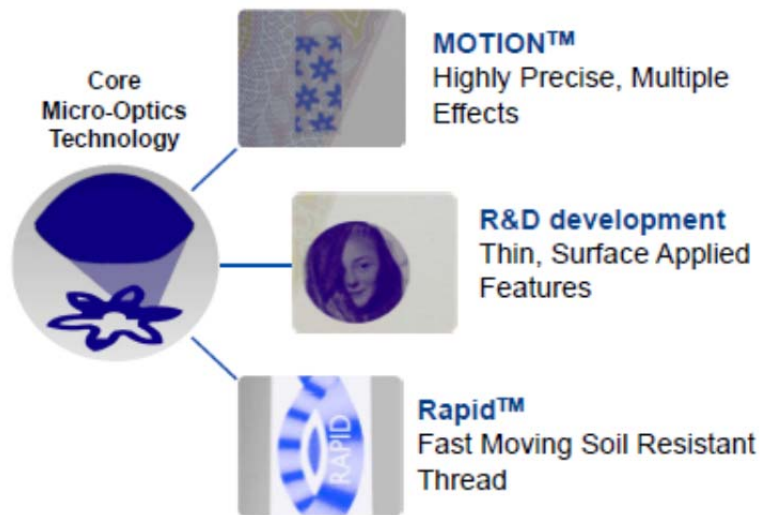 Core
Micro-Optics
Technology
MOTION™
Highly Precise, Multiple
Effects
R&D development
Thin, Surface Applied
Features
RAPID
Rapid™
Fast Moving Soil Resistant
Thread